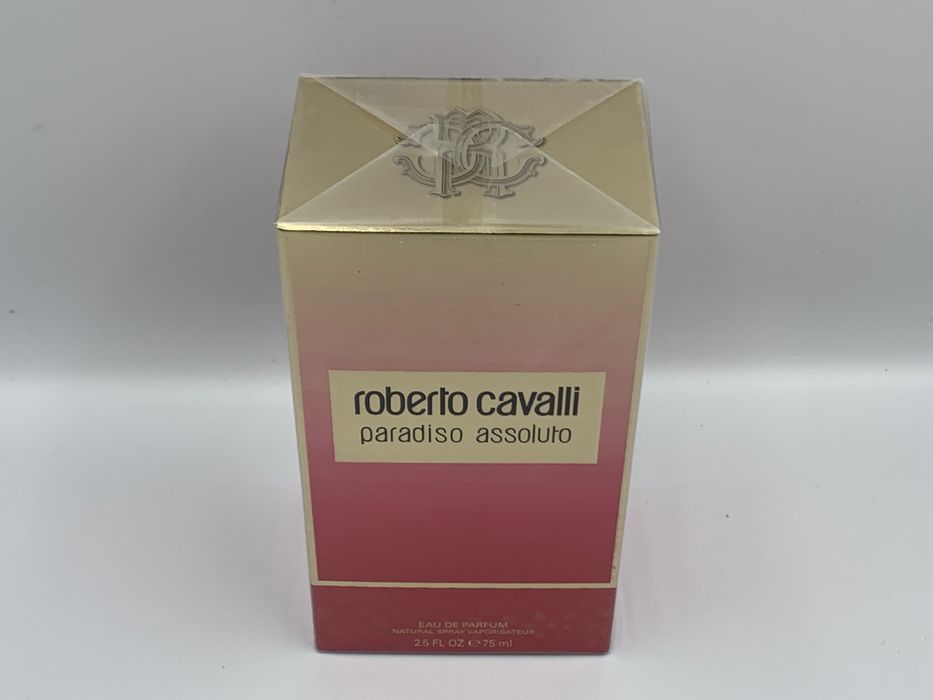 roberto cavalli
paradiso assoluto
EAU DE PARFUM
NATURAL SPRAY VAPORISATEUR
2.5 FL OZ ℮ 75 ml